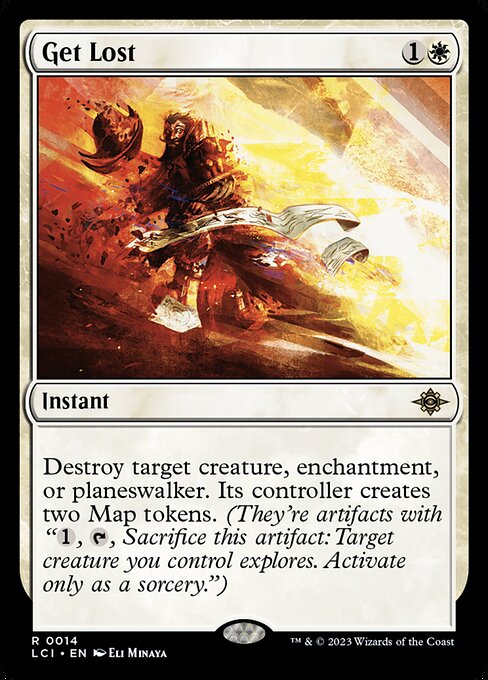 Get Lost 1
Instant
Destroy target creature, enchantment,
or planeswalker. Its controller creates
two Map tokens. (They're artifacts with
"1, , Sacrifice this artifact: Target
creature you control explores. Activate
only as a sorcery.")
R 0014 ™ & © 2023 Wizards of the Coast
LCI • EN Eli Minaya